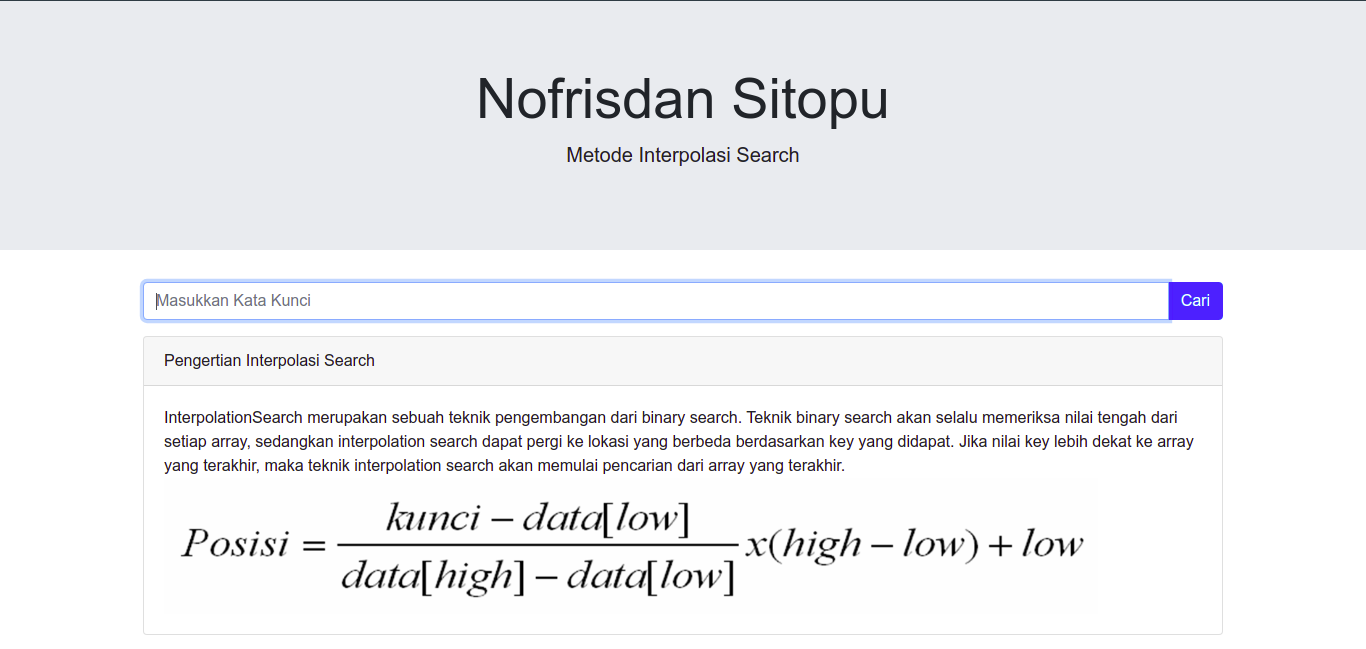 Nofrisdan Sitopu
Metode Interpolasi Search
Masukkan Kata Kunci
Cari
Pengertian Interpolasi Search
InterpolationSearch merupakan sebuah teknik pengembangan dari binary search. Teknik binary search akan selalu memeriksa nilai tengah dari
setiap array, sedangkan interpolation search dapat pergi ke lokasi yang berbeda berdasarkan key yang didapat. Jika nilai key lebih dekat ke array
yang terakhir, maka teknik interpolation search akan memulai pencarian dari array yang terakhir.
kunci – data[low]
Posisi = x(high – low) + low
data[high] – data[low]